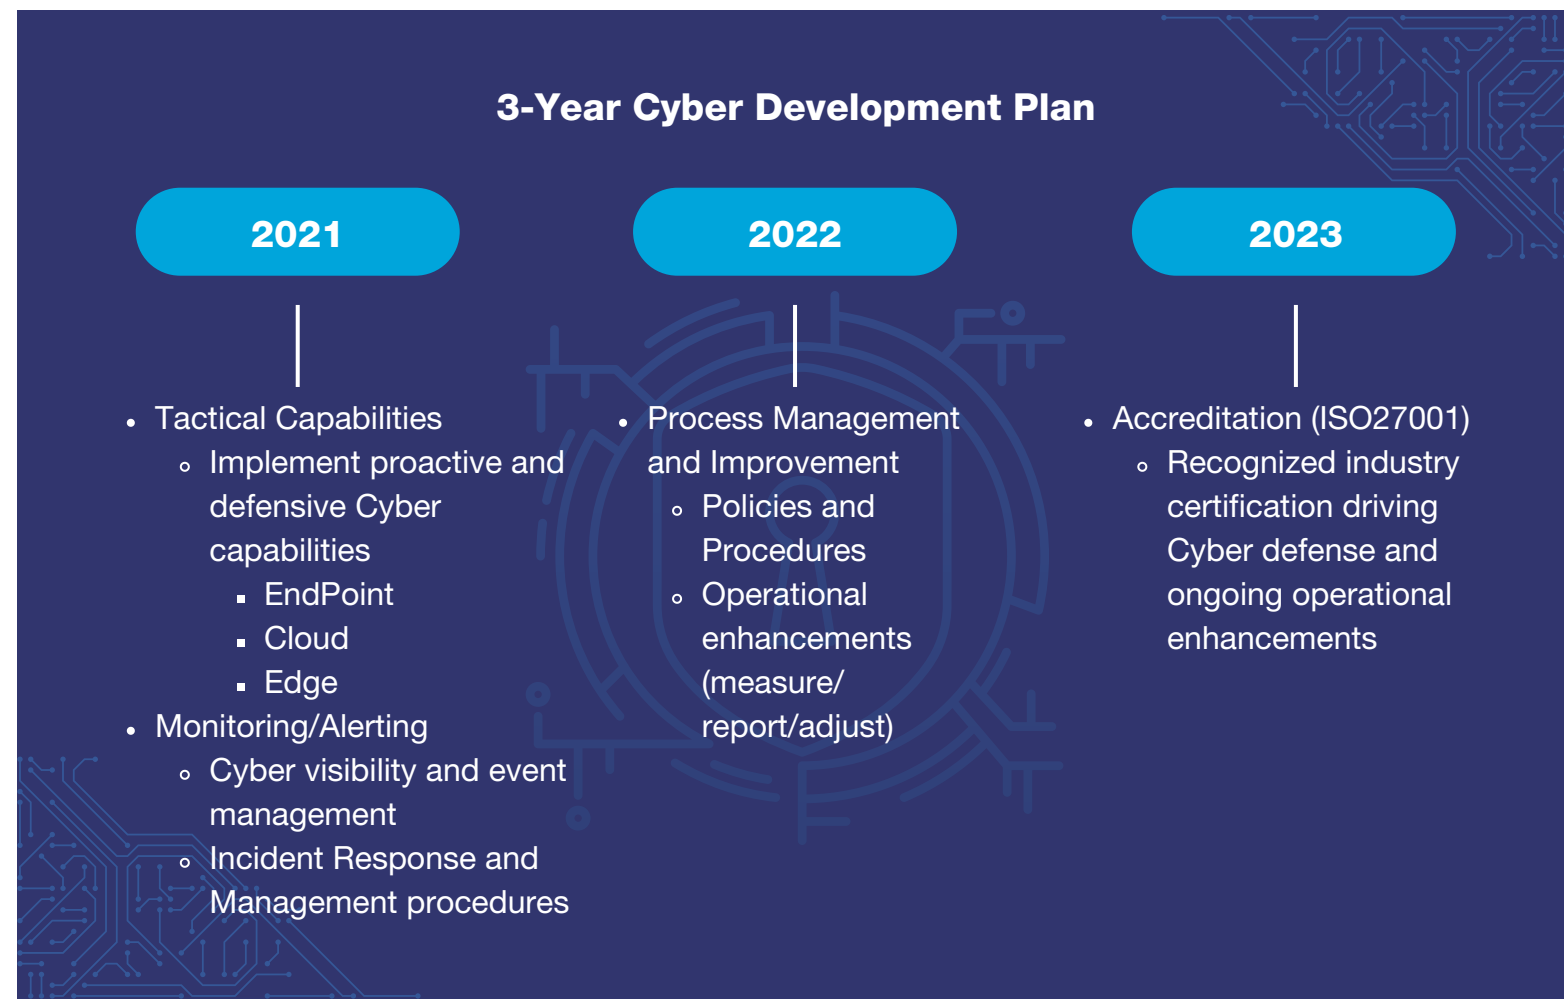 3-Year Cyber Development Plan
2021
Tactical Capabilities
Implement proactive and
defensive Cyber
capabilities
EndPoint
Cloud
Edge
Monitoring/Alerting
Cyber visibility and event
management
Incident Response and
Management procedures
2022
Process Management
and Improvement
Policies and
Procedures
Operational
enhancements
(measure/
report/adjust)
2023
Accreditation (ISO27001)
Recognized industry
certification driving
Cyber defense and
ongoing operational
enhancements